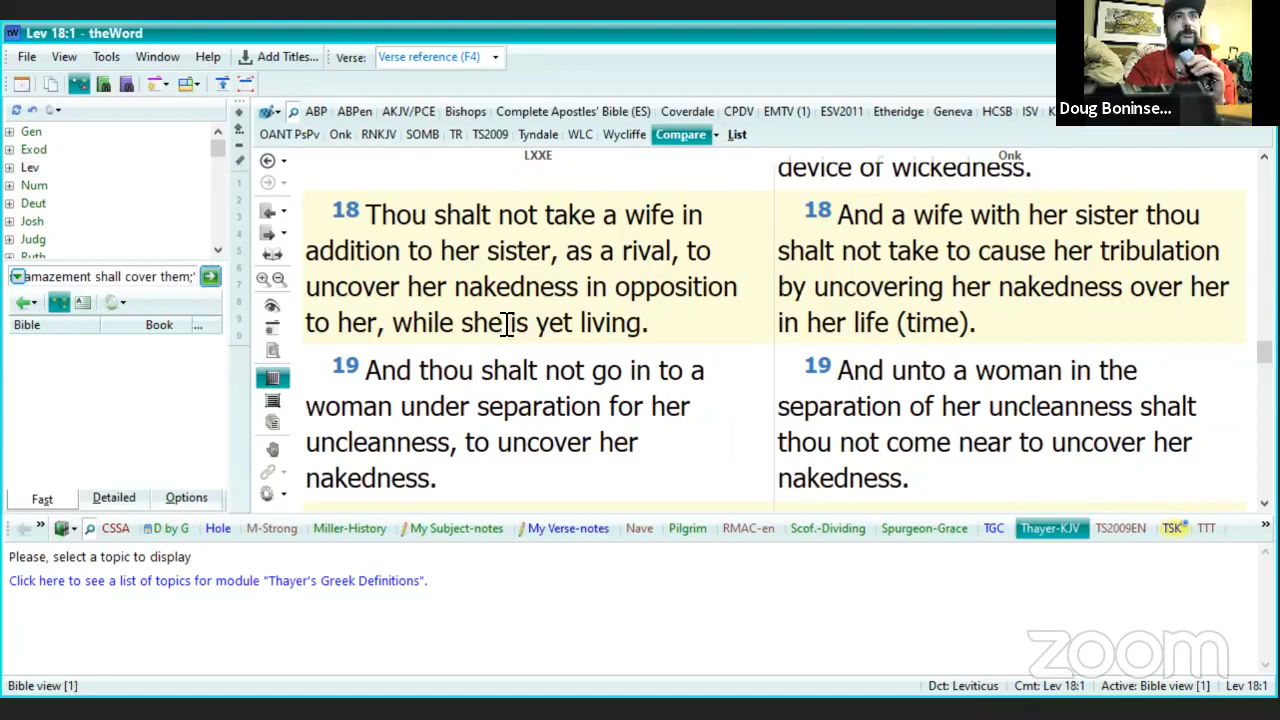 Lev 18:1 - theWord
File View Tools Window Help Add Titles... Verse: Verse reference (F4)
Doug Boninse...
ABP ABPen AKJV/PCE Bishops Complete Apostles' Bible (ES) Coverdale CPDV EMTV (1) ESV2011 Etheridge Geneva HCSB ISV
OANT PsPv Onk RNKJV SOMB TR TS2009 Tyndale WLC Wycliffe Compare List
Gen
Exod
Lev
Num
Deut
Josh
Judg
Ruth
amazement shall cover them;'
Bible Book ...
Fast Detailed Options
1
2
3
4
5
6
7
8
9
0
LXXE
18 Thou shalt not take a wife in
addition to her sister, as a rival, to
uncover her nakedness in opposition
to her, while she is yet living.
19 And thou shalt not go in to a
woman under separation for her
uncleanness, to uncover her
nakedness.
Onk
device of wickedness.
18 And a wife with her sister thou
shalt not take to cause her tribulation
by uncovering her nakedness over her
in her life (time).
19 And unto a woman in the
separation of her uncleanness shalt
thou not come near to uncover her
nakedness.
CSSA D by G Hole M-Strong Miller-History My Subject-notes My Verse-notes Nave Pilgrim RMAC-en Scof.-Dividing Spurgeon-Grace TGC Thayer-KJV TS2009EN TSK TTT
Please, select a topic to display
Click here to see a list of topics for module "Thayer's Greek Definitions".
zoom
Bible view [1] Dct: Leviticus Cmt: Lev 18:1 Active: Bible view [1] Lev 18:1